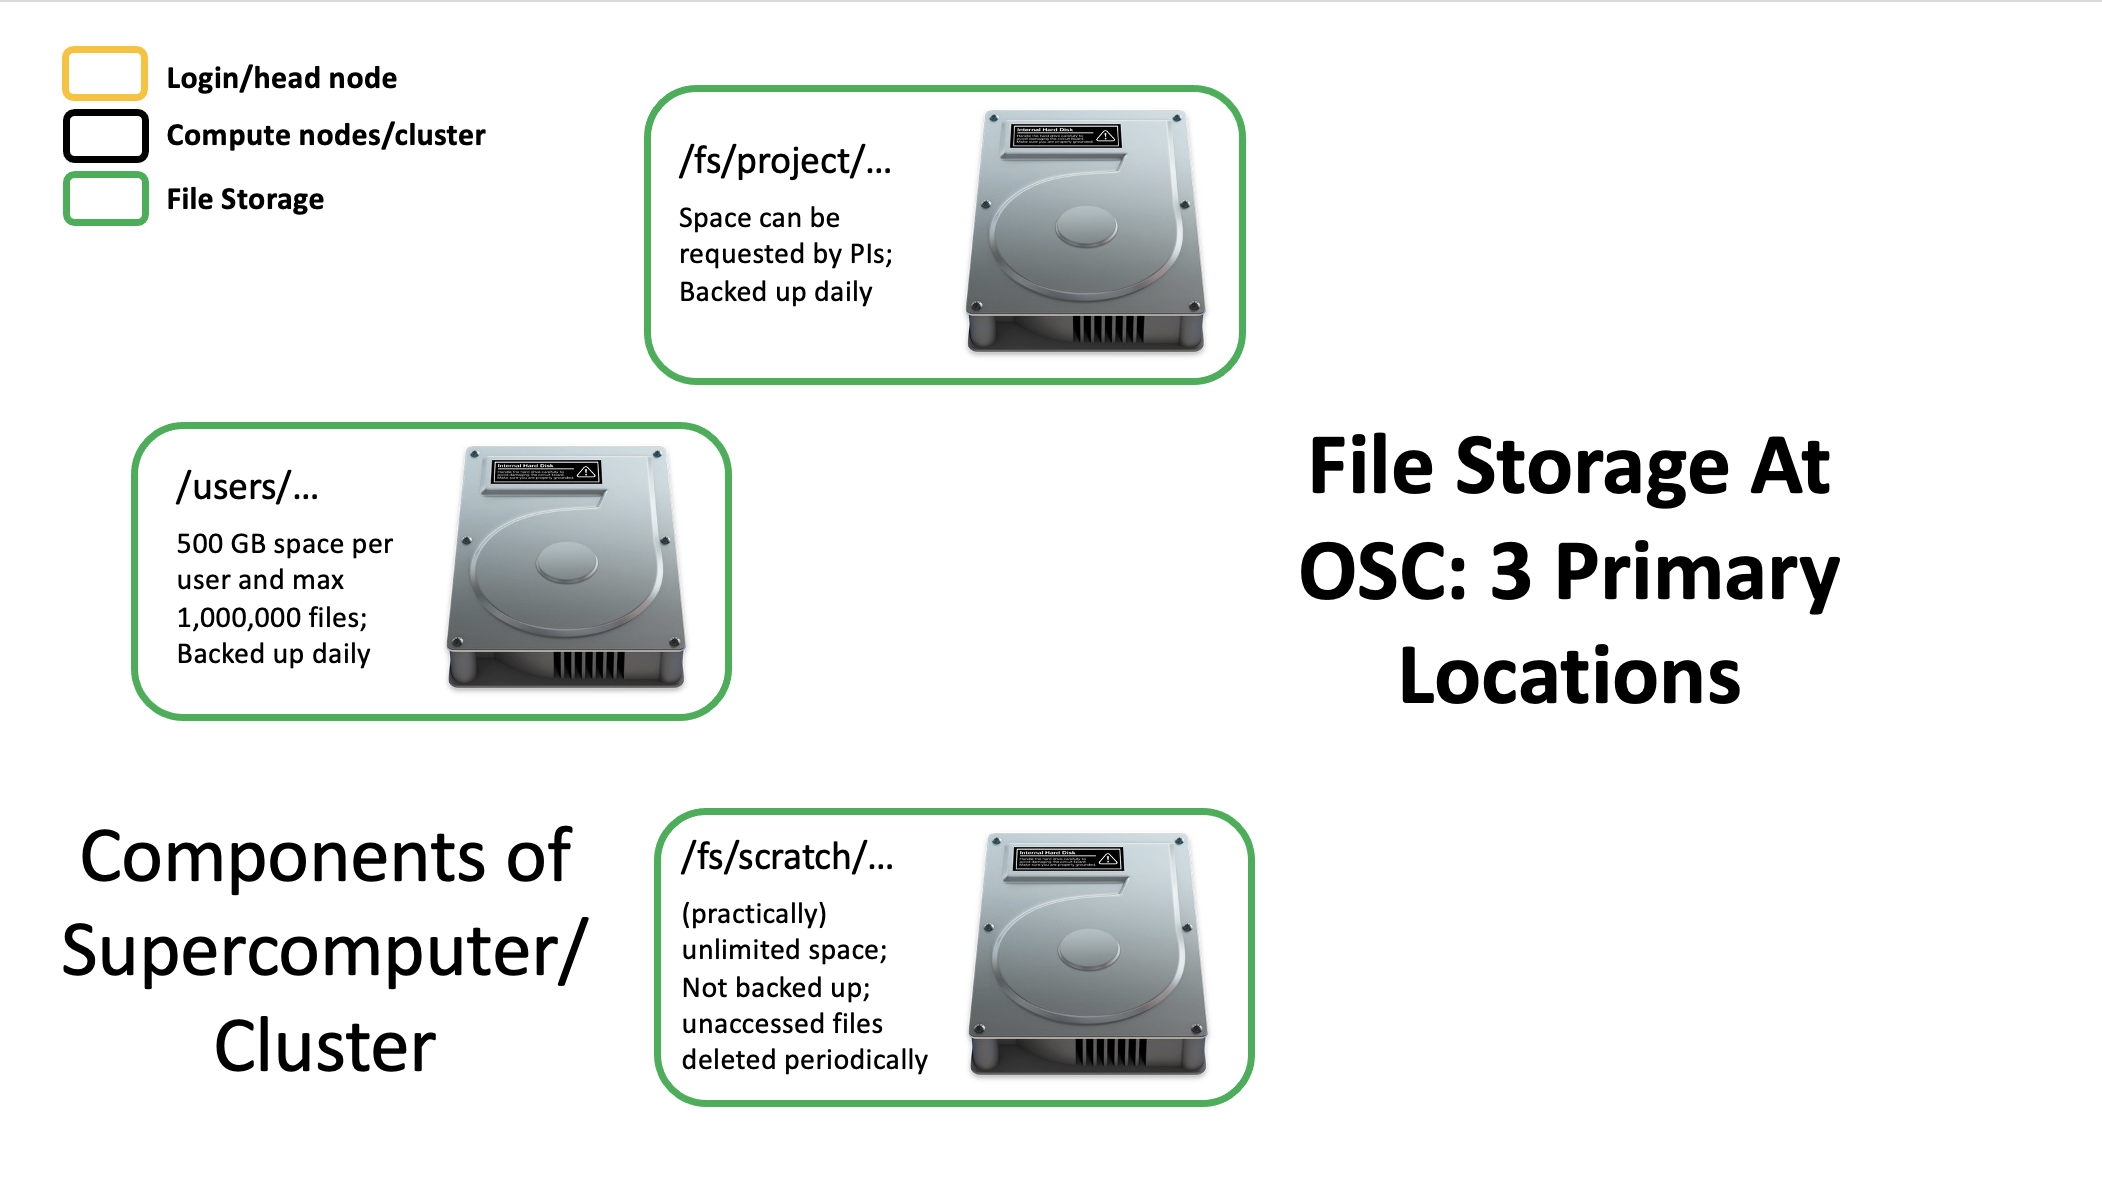 Login/head node
Compute nodes/cluster
File Storage
/fs/project/...
Space can be
requested by PIs;
Backed up daily
Internal Hard Disk
/users/...
500 GB space per
user and max
1,000,000 files;
Backed up daily
Internal Hard Disk
File Storage At
OSC: 3 Primary
Locations
Components of
Supercomputer/
Cluster
/fs/scratch/...
(practically)
unlimited space;
Not backed up;
unaccessed files
deleted periodically
Internal Hard Disk